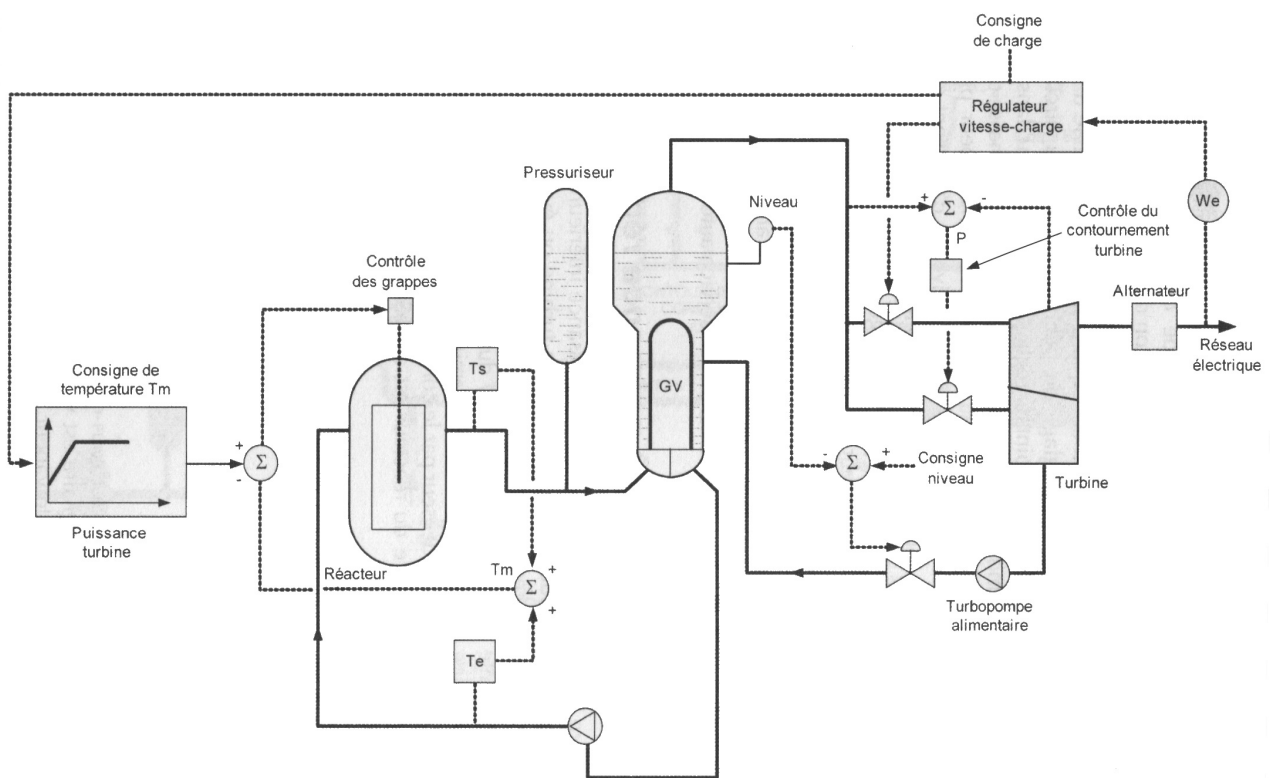 Consigne
de charge
Régulateur
vitesse-charge
Pressuriseur
Niveau
We
+
Σ
-
P
Contrôle du
contournement
turbine
Contrôle
des grappes
Alternateur
Réseau
électrique
Ts
Consigne de
température Tm
GV
+
Σ
-
-
Σ
+
Consigne
niveau
Turbine
Puissance
turbine
Réacteur
Tm
Σ
+
+
Turbopompe
alimentaire
Te